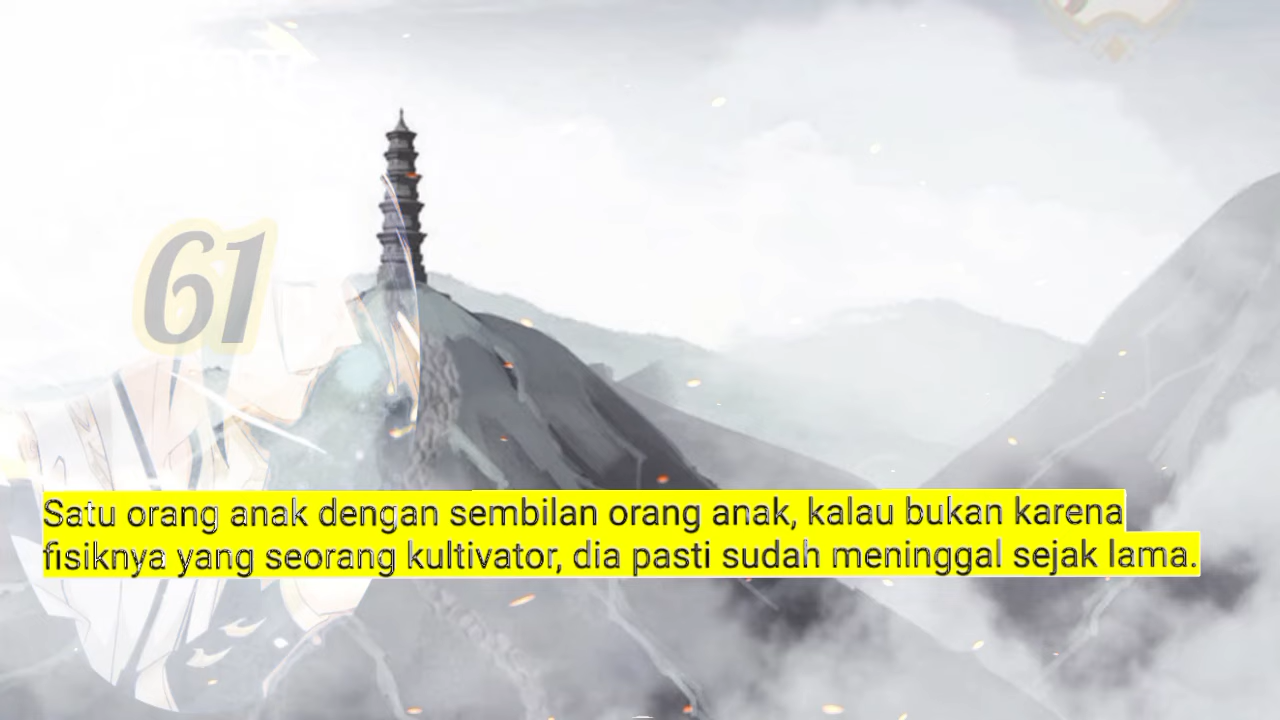 61
Satu orang anak dengan sembilan orang anak, kalau bukan karena
fisiknya yang seorang kultivator, dia pasti sudah meninggal sejak lama.